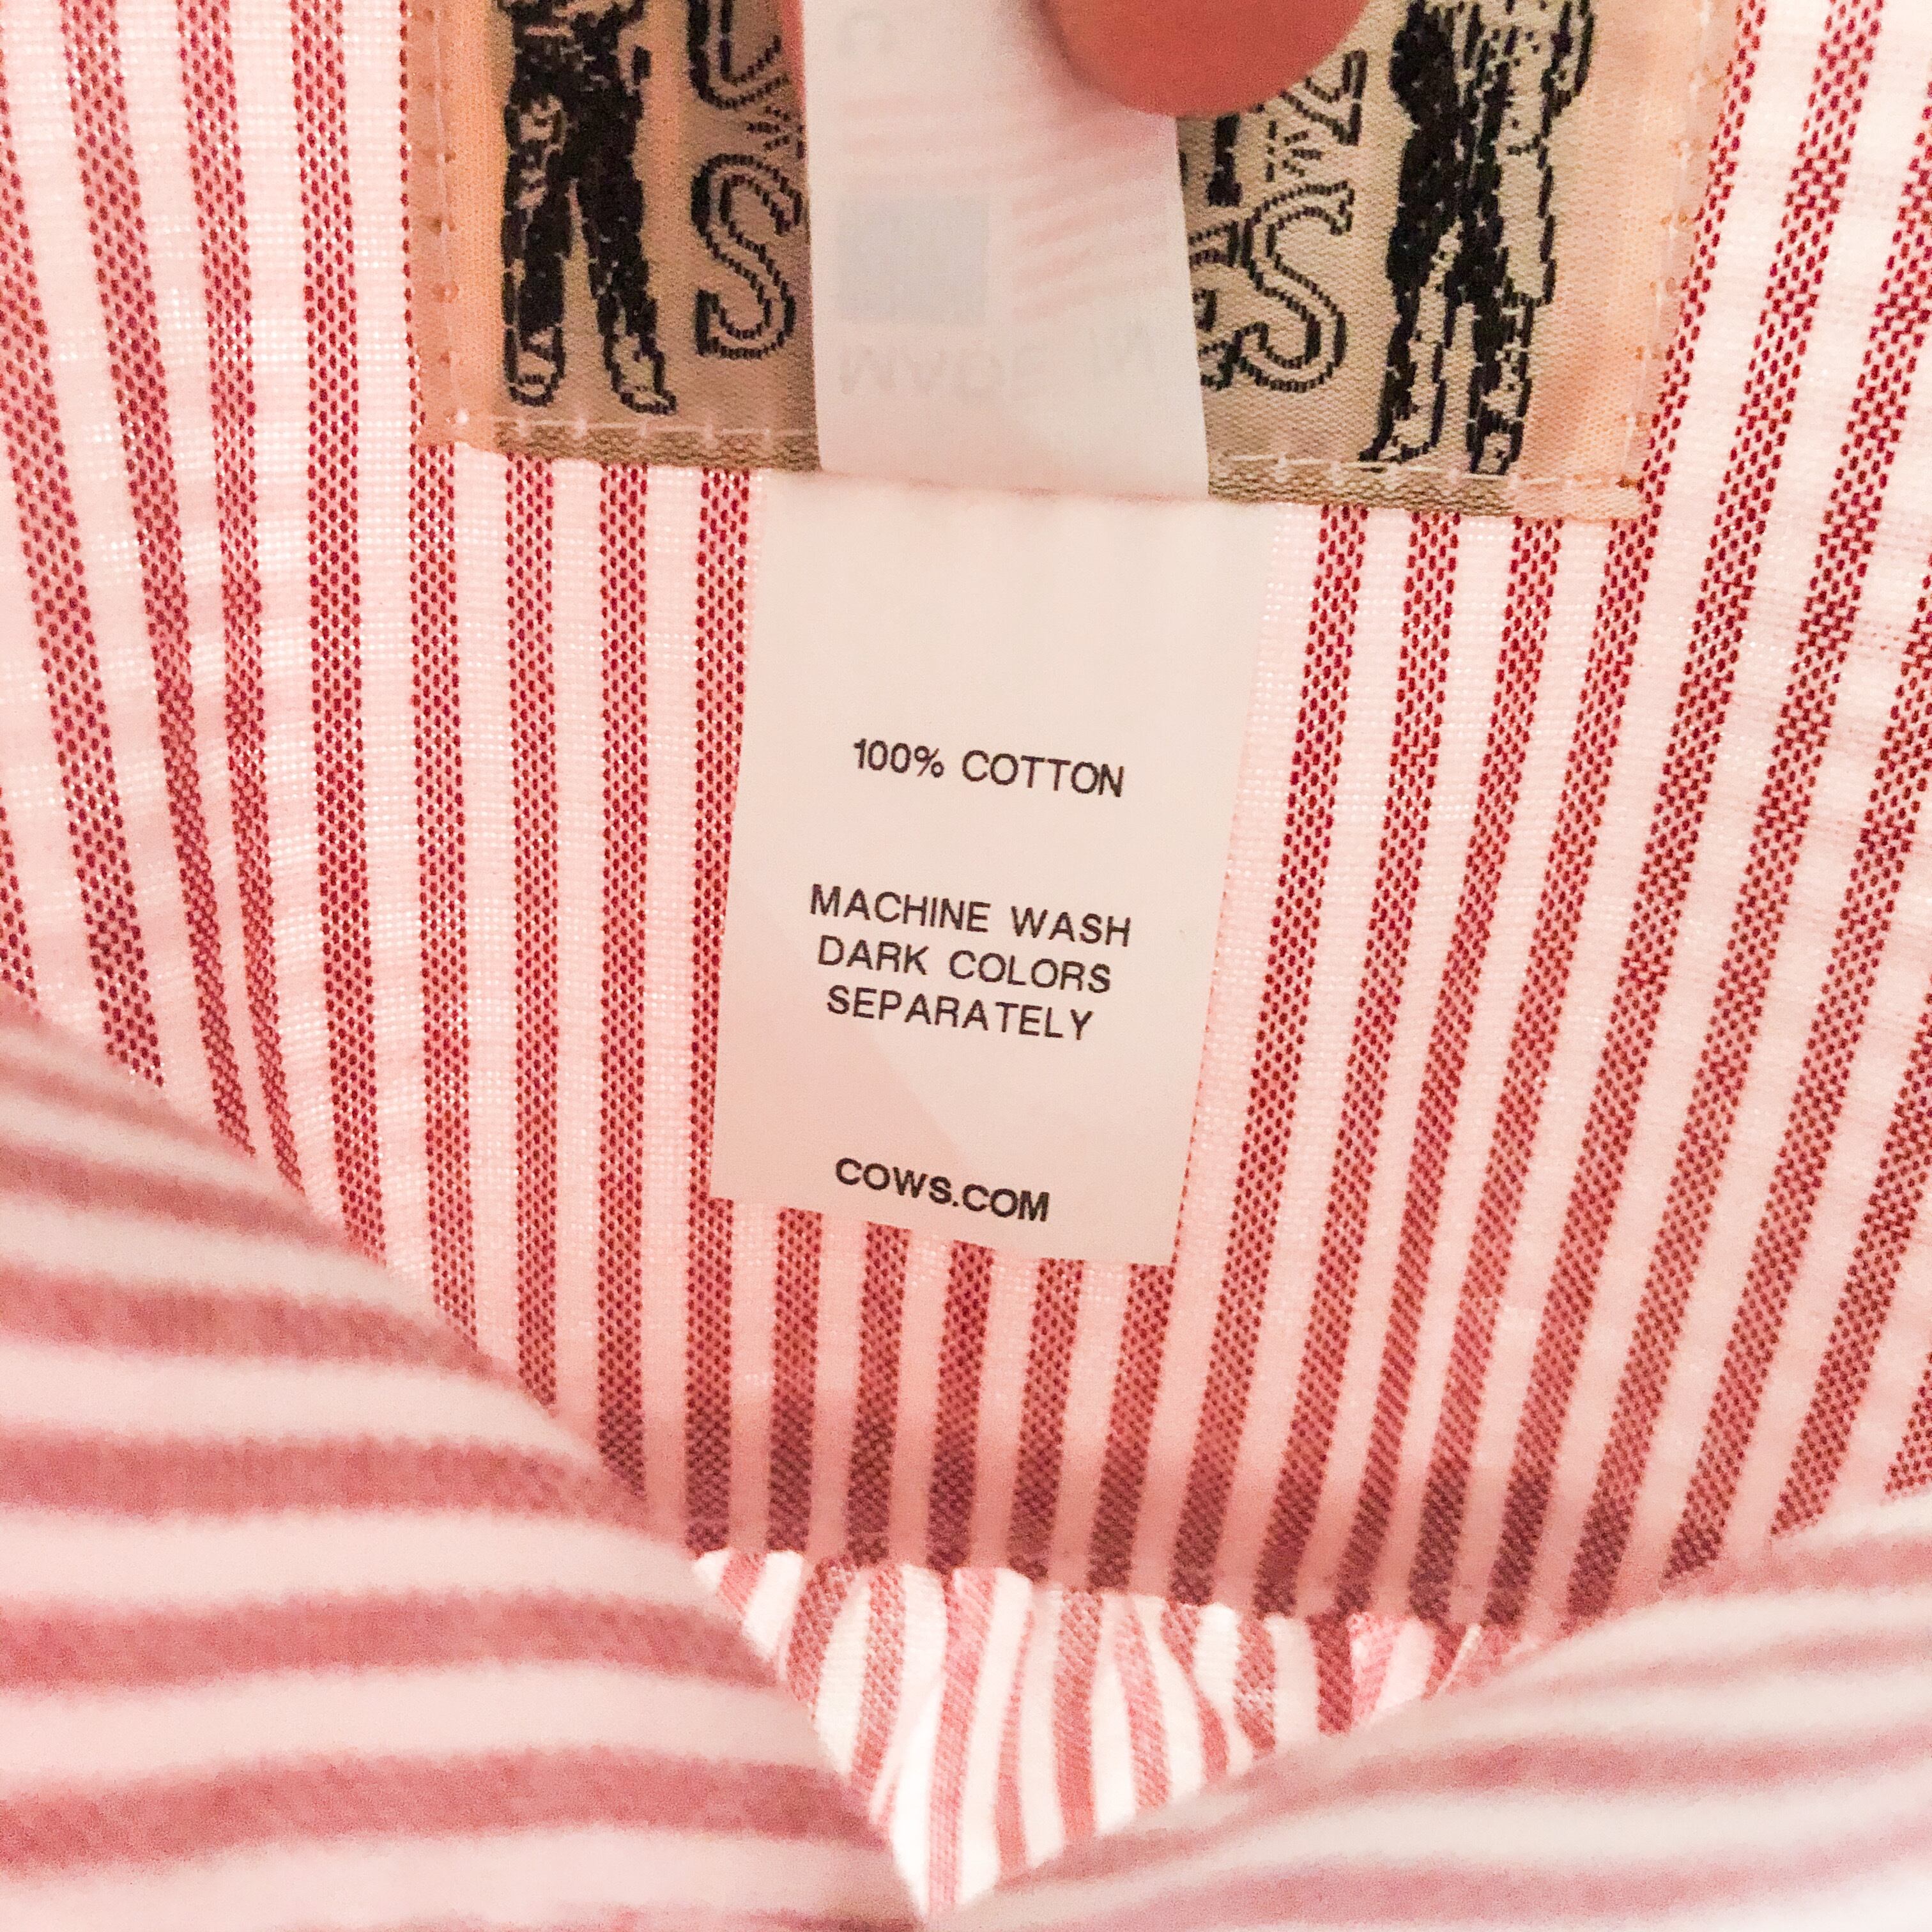 100% COTTON
MACHINE WASH
DARK COLORS
SEPARATELY
COWS.COM